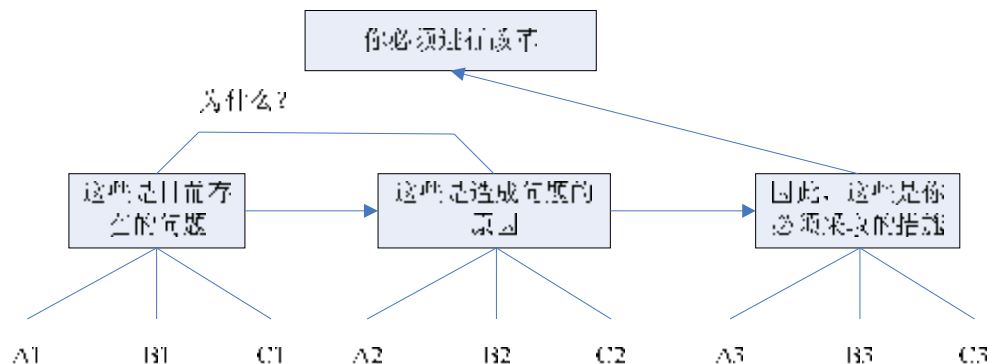 你必须进行改革
为什么？
这些是目前存
在的问题
这些是造成问题的
原因
因此，这些是你
必须采取的措施
A1
B1
C1
A2
B2
C2
A3
B3
C3